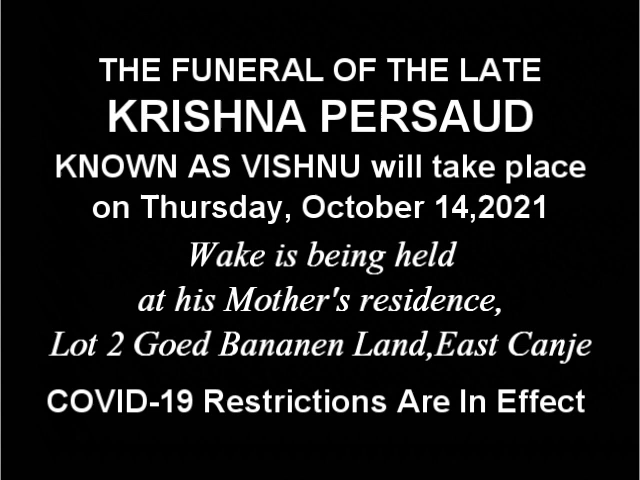 THE FUNERAL OF THE LATE
KRISHNA PERSAUD
KNOWN AS VISHNU will take place
on Thursday, October 14,2021
Wake is being held
at his Mother's residence,
Lot 2 Goed Bananen Land,East Canje
COVID-19 Restrictions Are In Effect